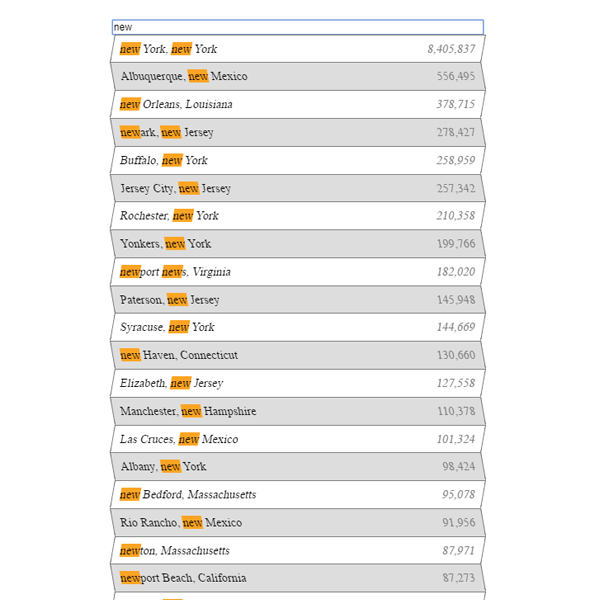 new
new York, new York 8,405,837
Albuquerque, new Mexico 556,495
new Orleans, Louisiana 378,715
newark, new Jersey 278,427
Buffalo, new York 258,959
Jersey City, new Jersey 257,342
Rochester, new York 210,358
Yonkers, new York 199,766
newport news, Virginia 182,020
Paterson, new Jersey 145,948
Syracuse, new York 144,669
new Haven, Connecticut 130,660
Elizabeth, new Jersey 127,558
Manchester, new Hampshire 110,378
Las Cruces, new Mexico 101,324
Albany, new York 98,424
new Bedford, Massachusetts 95,078
Rio Rancho, new Mexico 91,956
newton, Massachusetts 87,971
newport Beach, California 87,273